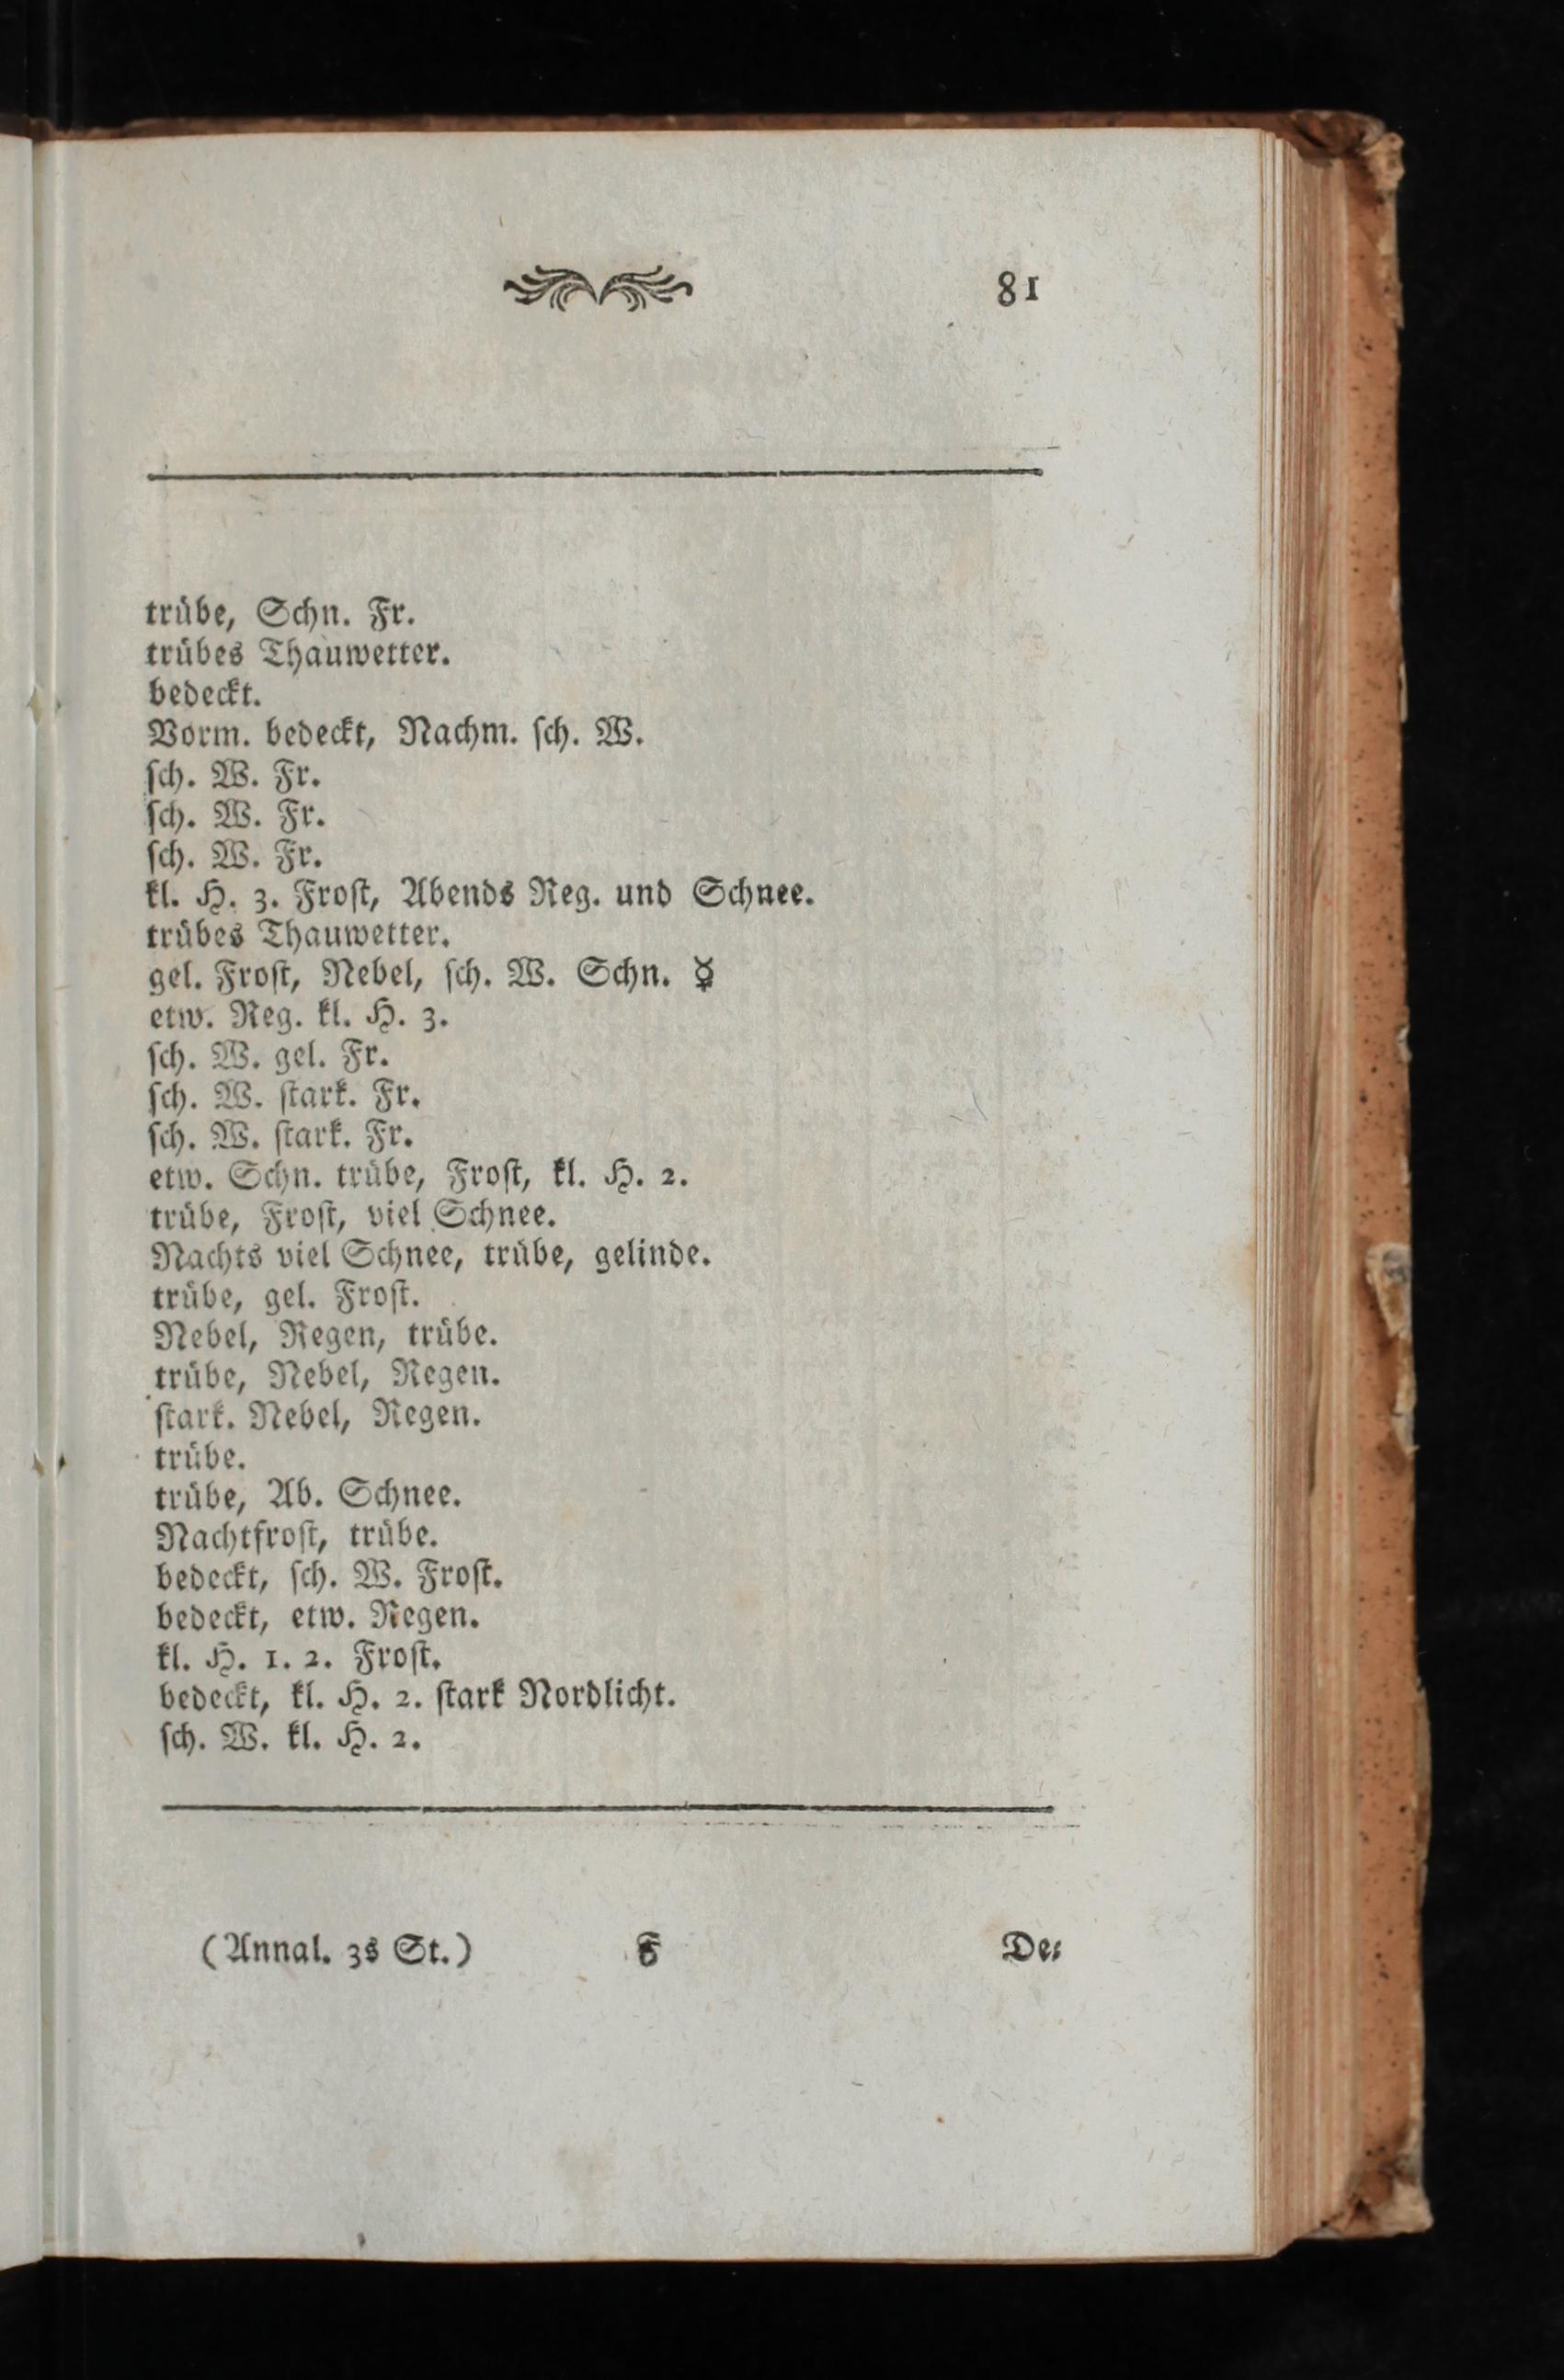 81
trübe, Schn. Fr.
trübes Thauwetter.
bedeckt.
Vorm. bedeckt, Nachm. ſch. W.
ſch. W. Fr.
ſch. W. Fr.
ſch. W. Fr.
kl. H. 3. Froſt, Abends Reg. und Schnee.
trübes Thauwetter.
gel. Froſt, Nebel, ſch. W. Schn. ☿
etw. Reg. kl. H. 3.
ſch. W. gel. Fr.
ſch. W. ſtark. Fr.
ſch. W. ſtark. Fr.
etw. Schn. trübe, Froſt, kl. H. 2.
trübe, Froſt, viel Schnee.
Nachts viel Schnee, trübe, gelinde.
trübe, gel. Froſt.
Nebel, Regen, trübe.
trübe, Nebel, Regen.
ſtark. Nebel, Regen.
trübe.
trübe, Ab. Schnee.
Nachtfroſt, trübe.
bedeckt, ſch. W. Froſt.
bedeckt, etw. Regen.
kl. H. 1. 2. Froſt.
bedeckt, kl. H. 2. ſtark Nordlicht.
ſch. W. kl. H. 2.
(Annal. 3s St.) F De⸗